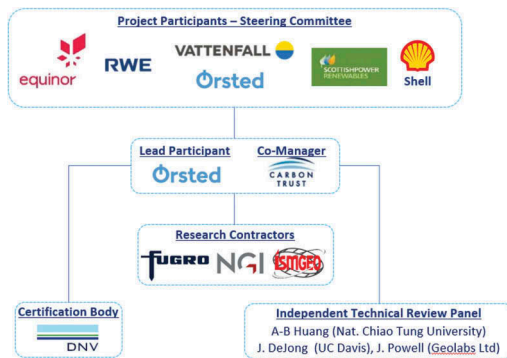 Project Participants – Steering Committee
equinor
RWE
VATTENFALL
Ørsted
SCOTTISHPOWER
RENEWABLES
Shell
Lead Participant
Co-Manager
Ørsted
CARBON
TRUST
Research Contractors
fugro NGI ISMGEO
Certification Body
DNV
Independent Technical Review Panel
A-B Huang (Nat. Chiao Tung University)
J. DeJong (UC Davis), J. Powell (Geolabs Ltd)